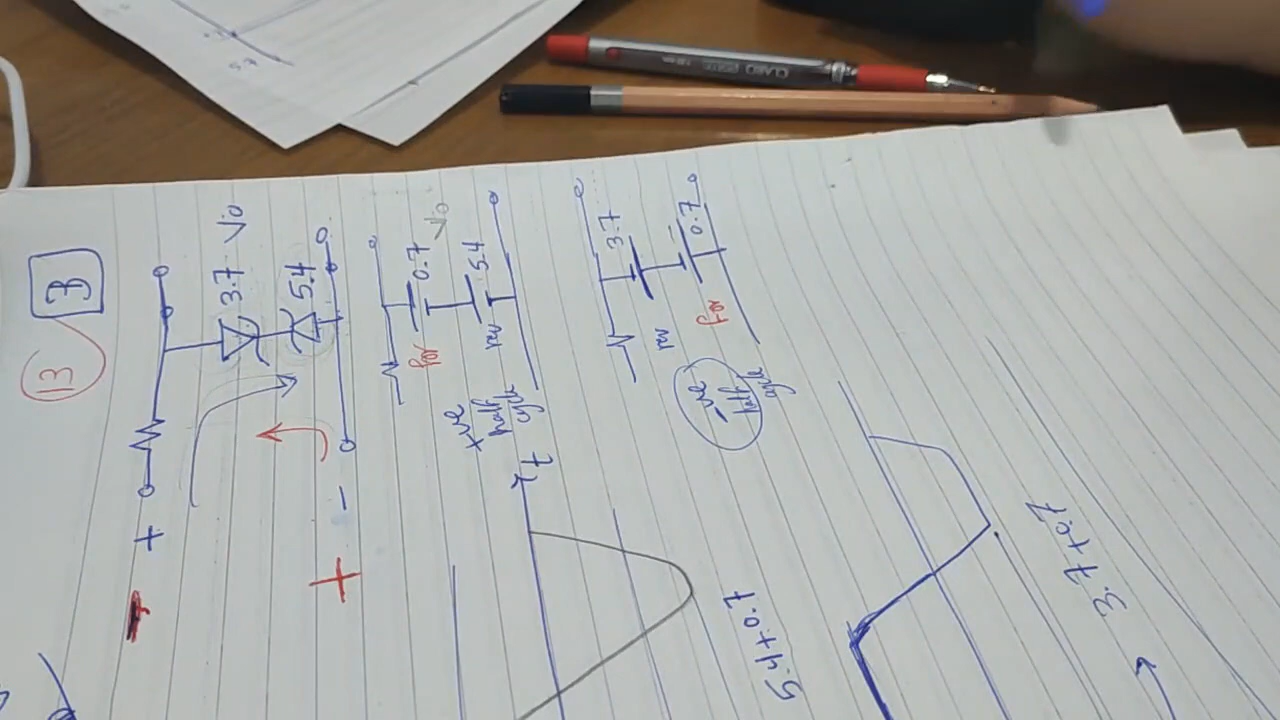 3
13
3.7
Vo
5.4
+
-
+
0.7
Vo
5.4
for
rev
+ve
half
cycle
3.7
0.7
rev
for
-ve
half
cycle
t
5.4+0.7
3.7+0.7